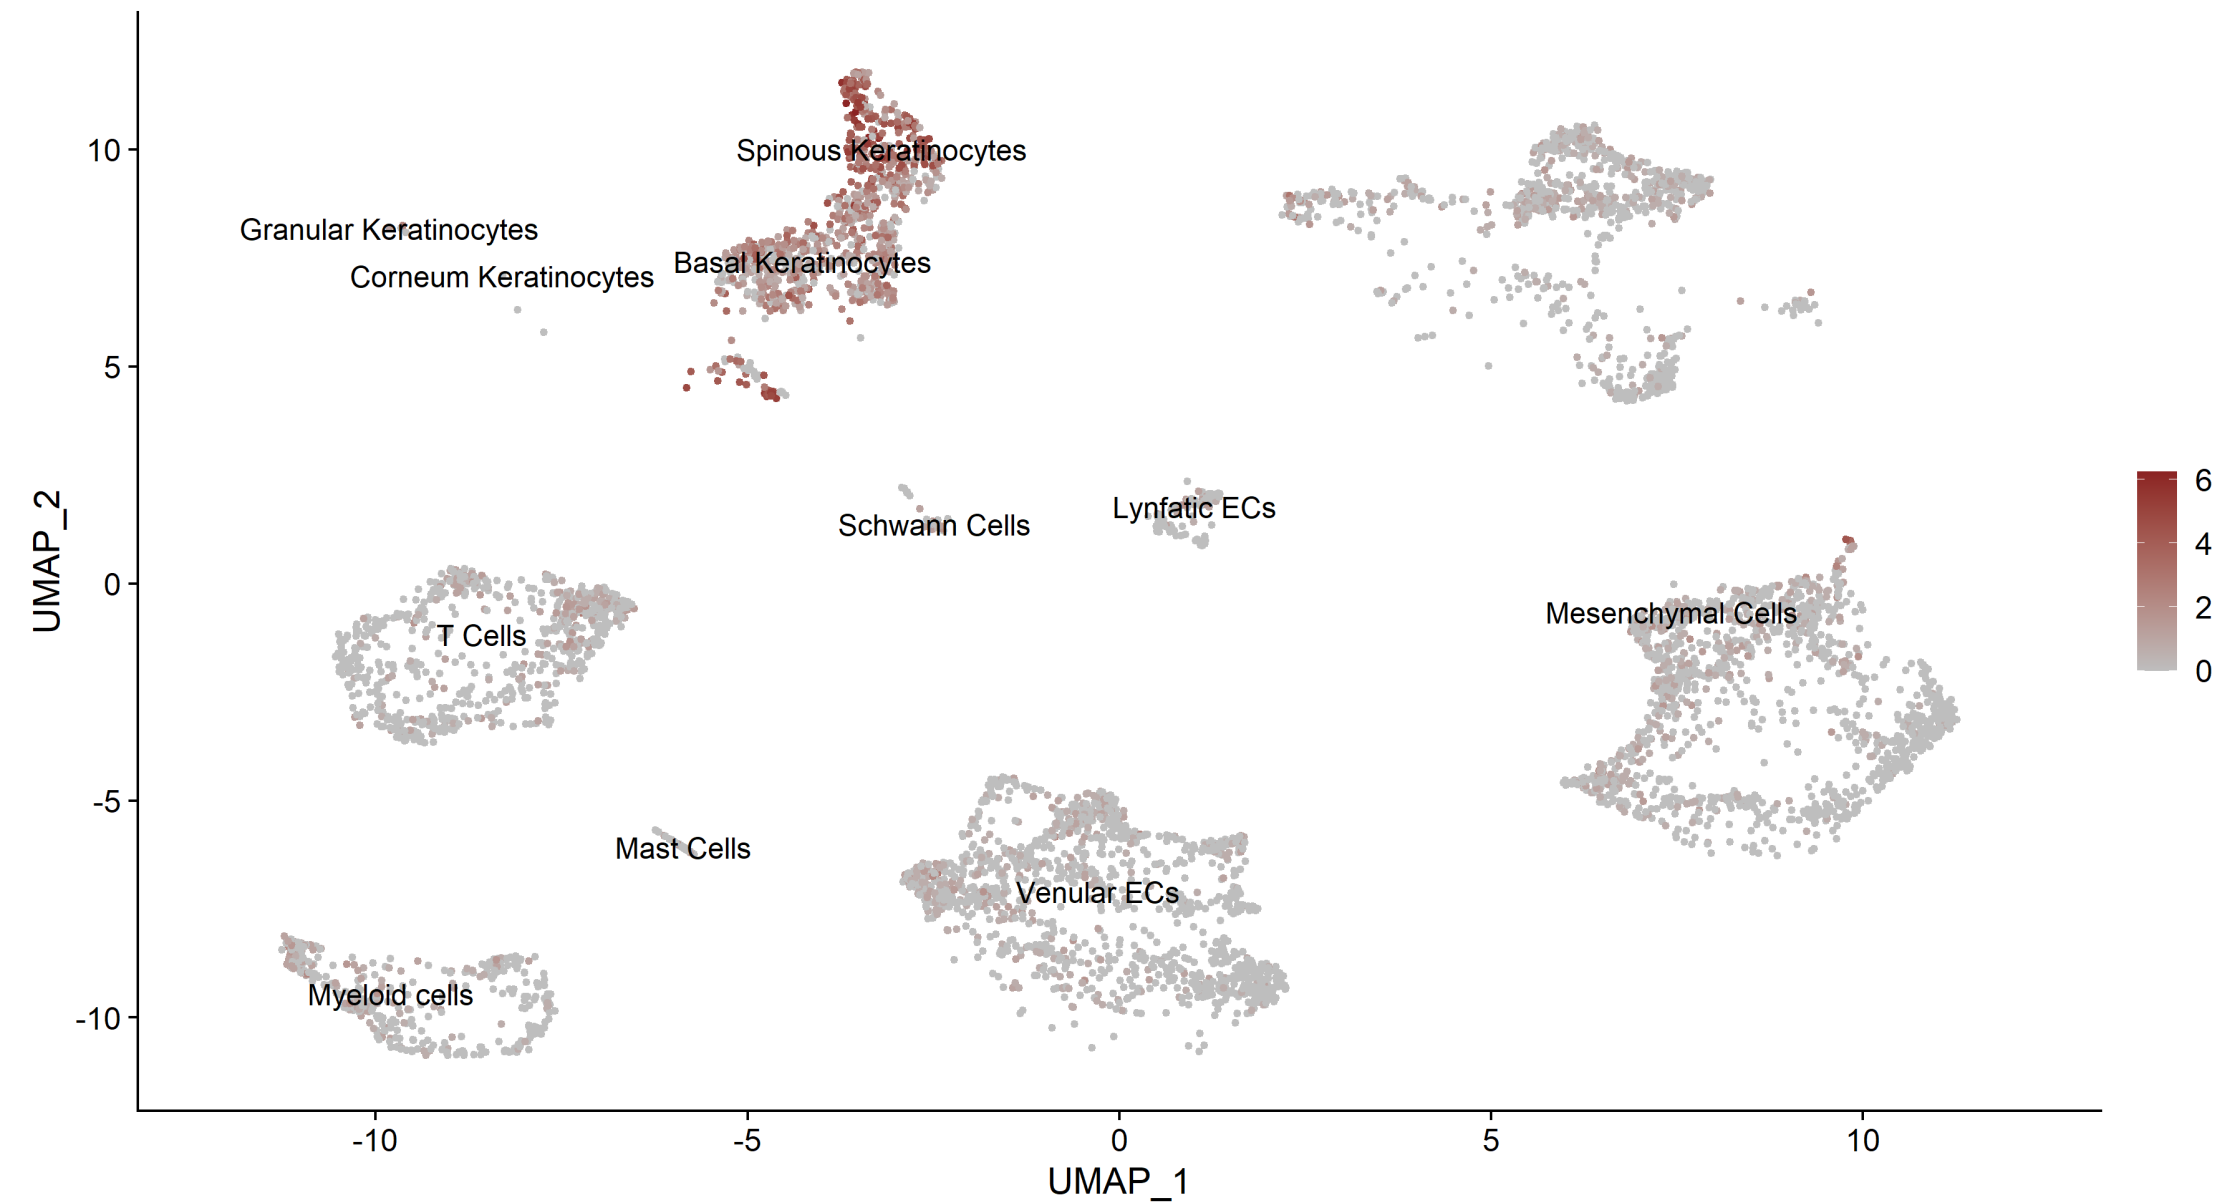 10
Spinous Keratinocytes
Granular Keratinocytes
Basal Keratinocytes
Corneum Keratinocytes
5
6
UMAP_2
Lynfatic ECs
Schwann Cells
4
0
Mesenchymal Cells
2
T Cells
0
-5
Mast Cells
Venular ECs
Myeloid cells
-10
-10
-5
0
5
10
UMAP_1